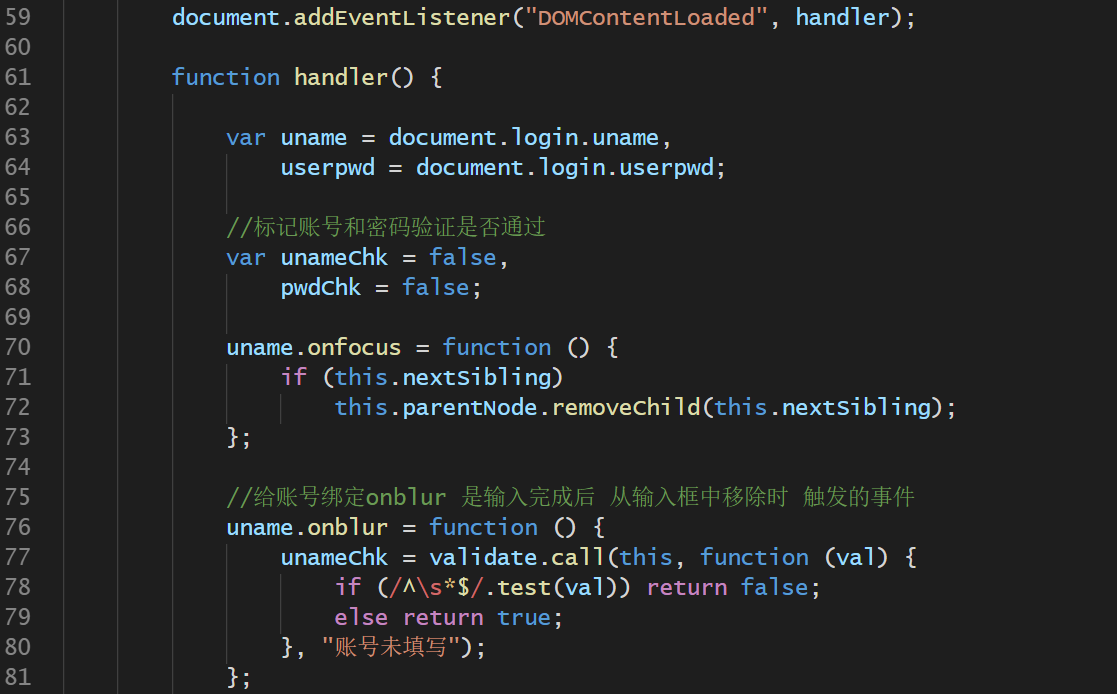 59 document.addEventListener("DOMContentLoaded", handler);
60
61 function handler() {
62
63 var uname = document.login.uname,
64 userpwd = document.login.userpwd;
65
66 //标记账号和密码验证是否通过
67 var unameChk = false,
68 pwdChk = false;
69
70 uname.onfocus = function () {
71 if (this.nextSibling)
72 this.parentNode.removeChild(this.nextSibling);
73 };
74
75 //给账号绑定onblur 是输入完成后 从输入框中移除时 触发的事件
76 uname.onblur = function () {
77 unameChk = validate.call(this, function (val) {
78 if (/^\s*$/.test(val)) return false;
79 else return true;
80 }, "账号未填写");
81 };